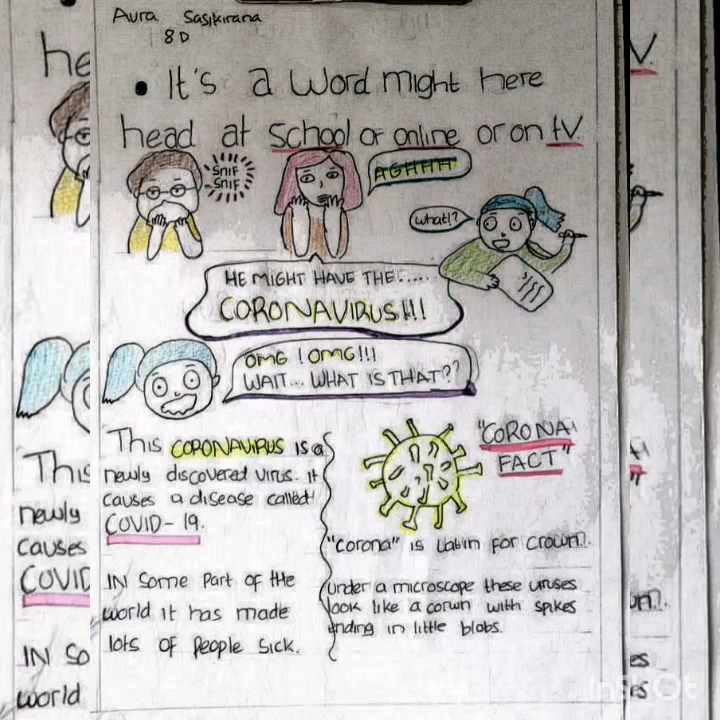 Aura Sasikirana
8D
• It's a word might here
head at school or online or on tv.
SNIF
SNIF
AGHHH
What!?
HE MIGHT HAVE THE.....
CORONAVIRUS!!!
OMG ! OMG!!!
WAIT... WHAT IS THAT??
This CORONAVIRUS is a
newly discovered virus. it
causes a disease called
COVID-19.
IN some part of the
world it has made
lots of people sick.
"CORONA
FACT"
"corona" is Latin for crown.
under a microscope these viruses
look like a corwn with spikes
ending in little blobs.
InShOt